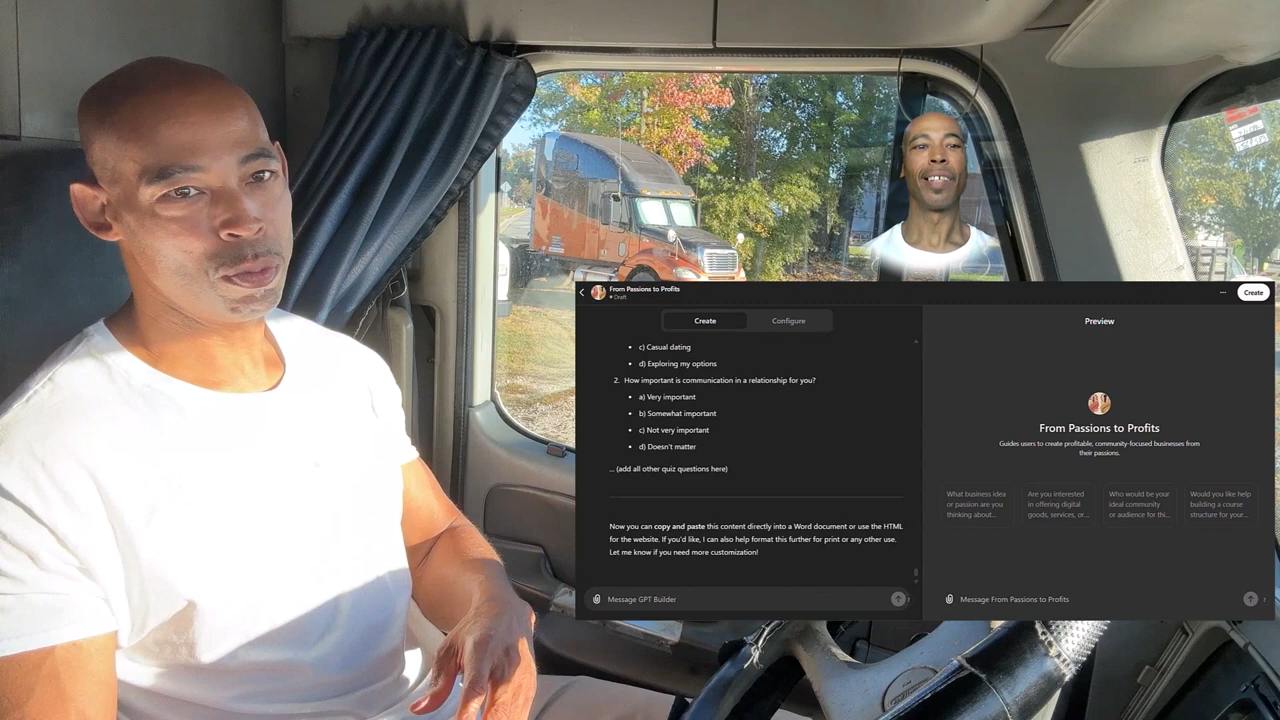 From Passions to Profits
Draft
Create
Create
Configure
Preview
c) Casual dating
d) Exploring my options
2. How important is communication in a relationship for you?
a) Very important
b) Somewhat important
c) Not very important
d) Doesn't matter
... (add all other quiz questions here)
Now you can copy and paste this content directly into a Word document or use the HTML
for the website. If you'd like, I can also help format this further for print or any other use.
Let me know if you need more customization!
Message GPT Builder
From Passions to Profits
Guides users to create profitable, community-focused businesses from
their passions.
What business idea
or passion are you
thinking about...
Are you interested
in offering digital
goods, services, or...
Who would be your
ideal community
or audience for thi...
Would you like help
building a course
structure for your...
Message From Passions to Profits